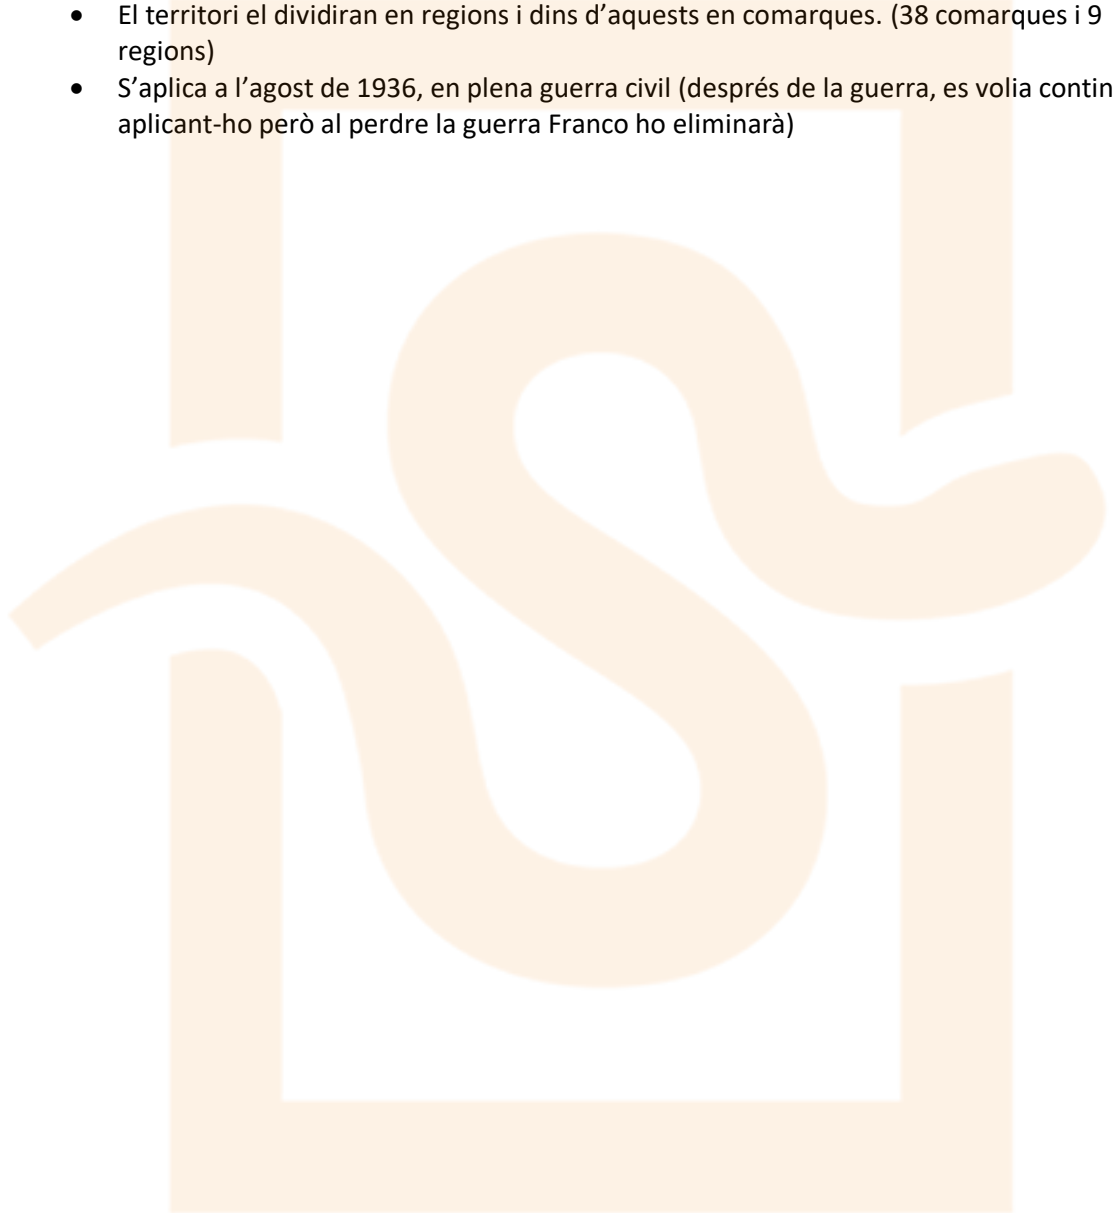 • El territori el dividiran en regions i dins d’aquests en comarques. (38 comarques i 9
regions)
• S’aplica a l’agost de 1936, en plena guerra civil (després de la guerra, es volia contin
aplicant-ho però al perdre la guerra Franco ho eliminarà)